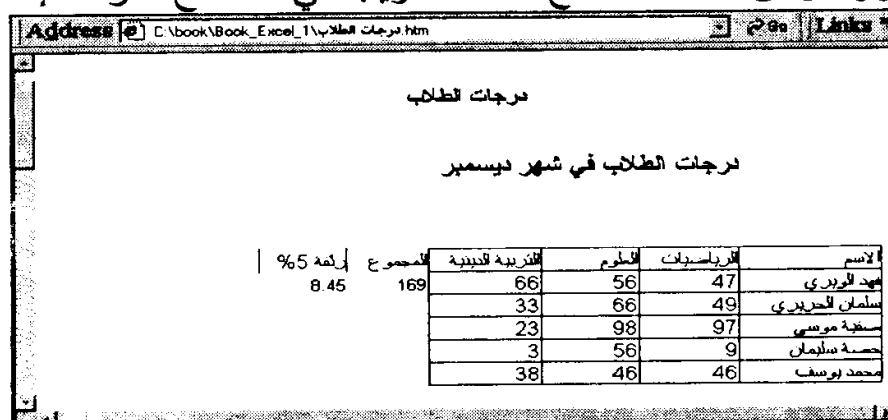 Address C:\book\Book_Excel_1\درجات الطلاب.htm Go Links
درجات الطلاب
درجات الطلاب في شهر ديسمبر
الاسم الرياضيات العلوم التربية الدينية المجموع زائد 5%
فهد الوبري 47 56 66 169 8.45
سلمان الحريري 49 66 33
صفية موسى 97 98 23
حصة سليمان 9 56 3
محمد يوسف 46 46 38